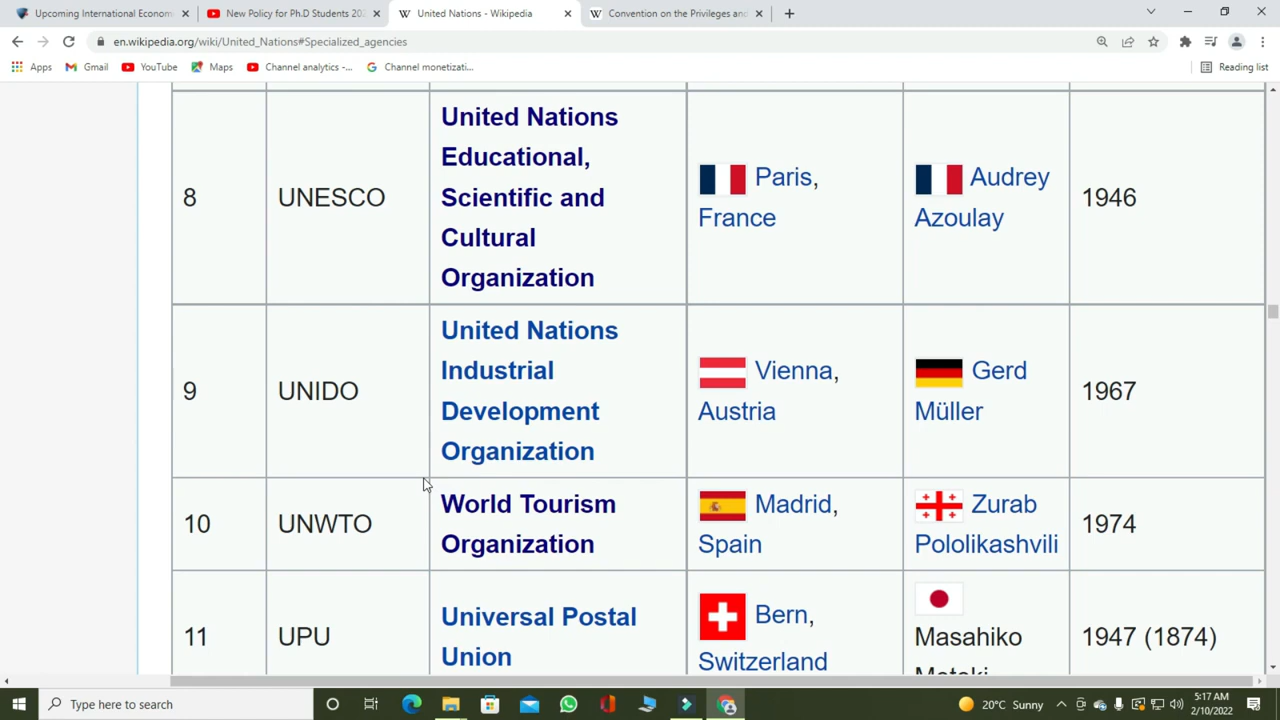 Upcoming International Econom
New Policy for Ph.D Students 202
United Nations - Wikipedia
Convention on the Privileges and
en.wikipedia.org/wiki/United_Nations#Specialized_agencies
Apps
Gmail
YouTube
Maps
Channel analytics -...
Channel monetizati...
Reading list
8
UNESCO
United Nations
Educational,
Scientific and
Cultural
Organization
Paris,
France
Audrey
Azoulay
1946
9
UNIDO
United Nations
Industrial
Development
Organization
Vienna,
Austria
Gerd
Müller
1967
10
UNWTO
World Tourism
Organization
Madrid,
Spain
Zurab
Pololikashvili
1974
11
UPU
Universal Postal
Union
Bern,
Switzerland
Masahiko
1947 (1874)
Type here to search
20°C Sunny
5:17 AM
2/10/2022